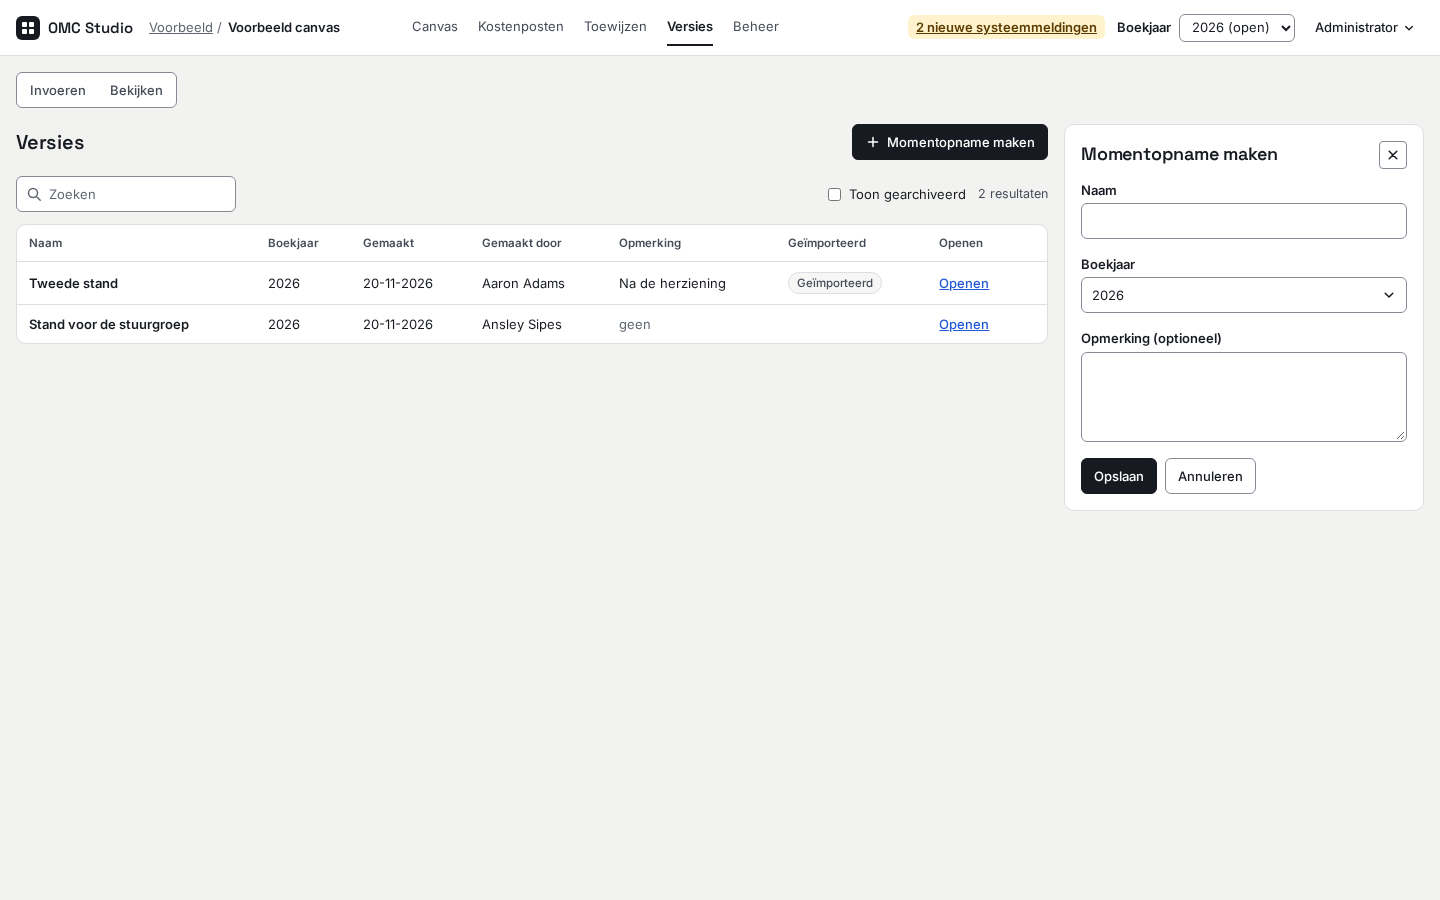 OMC Studio Voorbeeld / Voorbeeld canvas Canvas Kostenposten Toewijzen Versies Beheer 2 nieuwe systeemmeldingen Boekjaar 2026 (open) Administrator
Invoeren Bekijken
Versies
Momentopname maken
Zoeken
Toon gearchiveerd 2 resultaten
Naam Boekjaar Gemaakt Gemaakt door Opmerking Geïmporteerd Openen
Tweede stand 2026 20-11-2026 Aaron Adams Na de herziening Geïmporteerd Openen
Stand voor de stuurgroep 2026 20-11-2026 Ansley Sipes geen Openen
Momentopname maken
Naam
Boekjaar
2026
Opmerking (optioneel)
Opslaan Annuleren